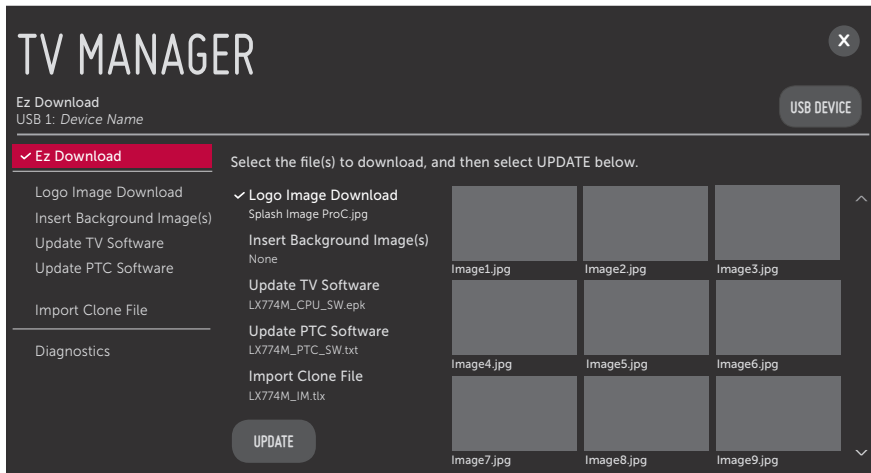 TV MANAGER
X
Ez Download
USB 1: Device Name
USB DEVICE
Ez Download
Logo Image Download
Insert Background Image(s)
Update TV Software
Update PTC Software
Import Clone File
Diagnostics
Select the file(s) to download, and then select UPDATE below.
Logo Image Download
Splash Image ProC.jpg
Insert Background Image(s)
None
Update TV Software
LX774M_CPU_SW.epk
Update PTC Software
LX774M_PTC_SW.txt
Import Clone File
LX774M_IM.tlx
UPDATE
Image1.jpg Image2.jpg Image3.jpg
Image4.jpg Image5.jpg Image6.jpg
Image7.jpg Image8.jpg Image9.jpg